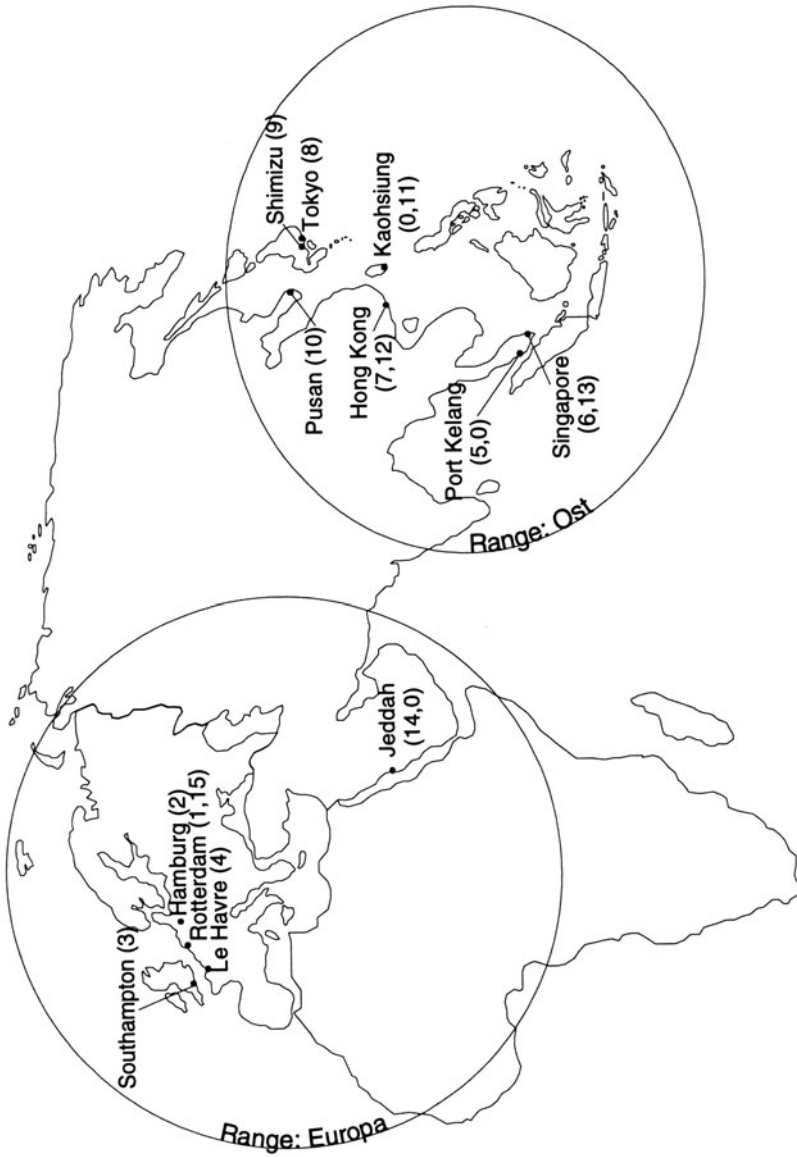 Southampton (3)
Hamburg (2)
Rotterdam (1,15)
Le Havre (4)
Jeddah
(14,0)
Range: Europa
Shimizu (9)
Tokyo (8)
Pusan (10)
Kaohsiung
(0,11)
Hong Kong
(7,12)
Port Kelang
(5,0)
Singapore
(6,13)
Range: Ost